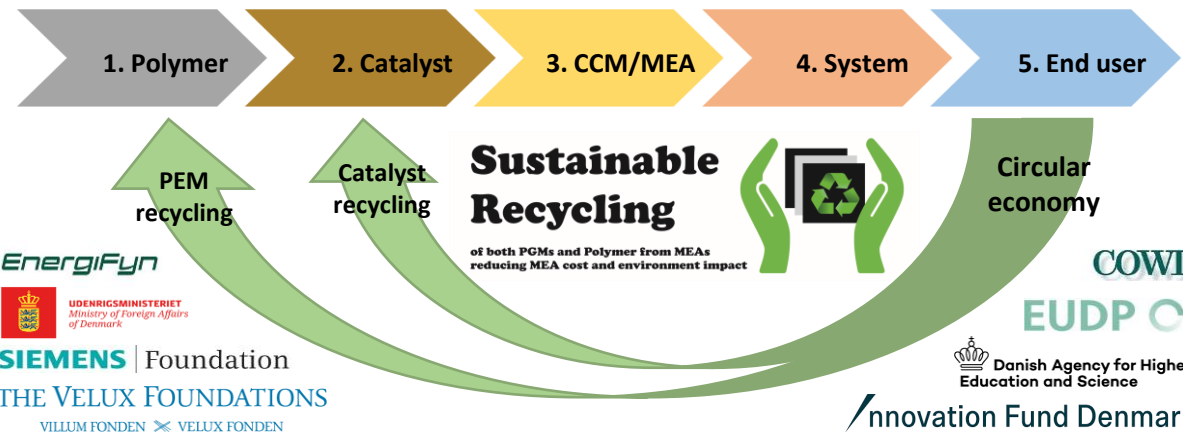 1. Polymer
2. Catalyst
3. CCM/MEA
4. System
5. End user
PEM
recycling
Catalyst
recycling
Sustainable
Recycling
of both PGMs and Polymer from MEAs
reducing MEA cost and environment impact
Circular
economy
EnergiFyn
UDENRIGSMINISTERIET
Ministry of Foreign Affairs
of Denmark
SIEMENS | Foundation
THE VELUX FOUNDATIONS
VILLUM FONDEN VELUX FONDEN
COWI
EUDP
Danish Agency for Highe
Education and Science
Innovation Fund Denmar